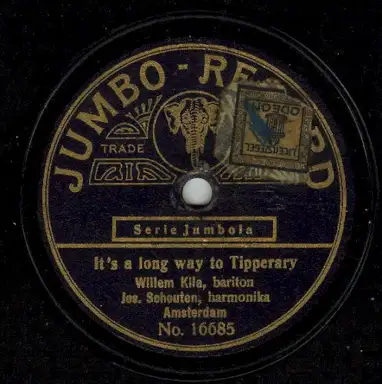 JUMBO-RECORD
TRADE
ODEON
Serie Jumbola
It's a long way to Tipperary
Willem Kila, bariton
Jos. Schouten, harmonika
Amsterdam
No. 16685